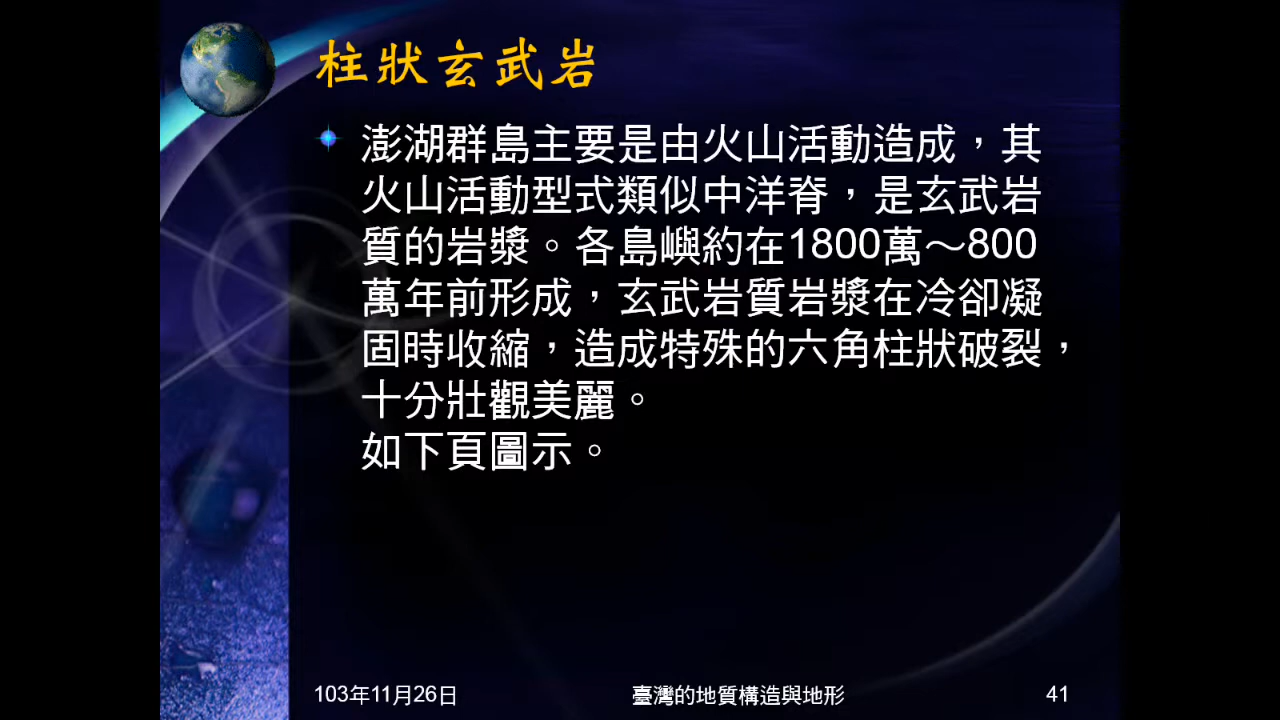 柱狀玄武岩
澎湖群島主要是由火山活動造成，其
火山活動型式類似中洋脊，是玄武岩
質的岩漿。各島嶼約在1800萬～800
萬年前形成，玄武岩質岩漿在冷卻凝
固時收縮，造成特殊的六角柱狀破裂，
十分壯觀美麗。
如下頁圖示。
103年11月26日
臺灣的地質構造與地形
41